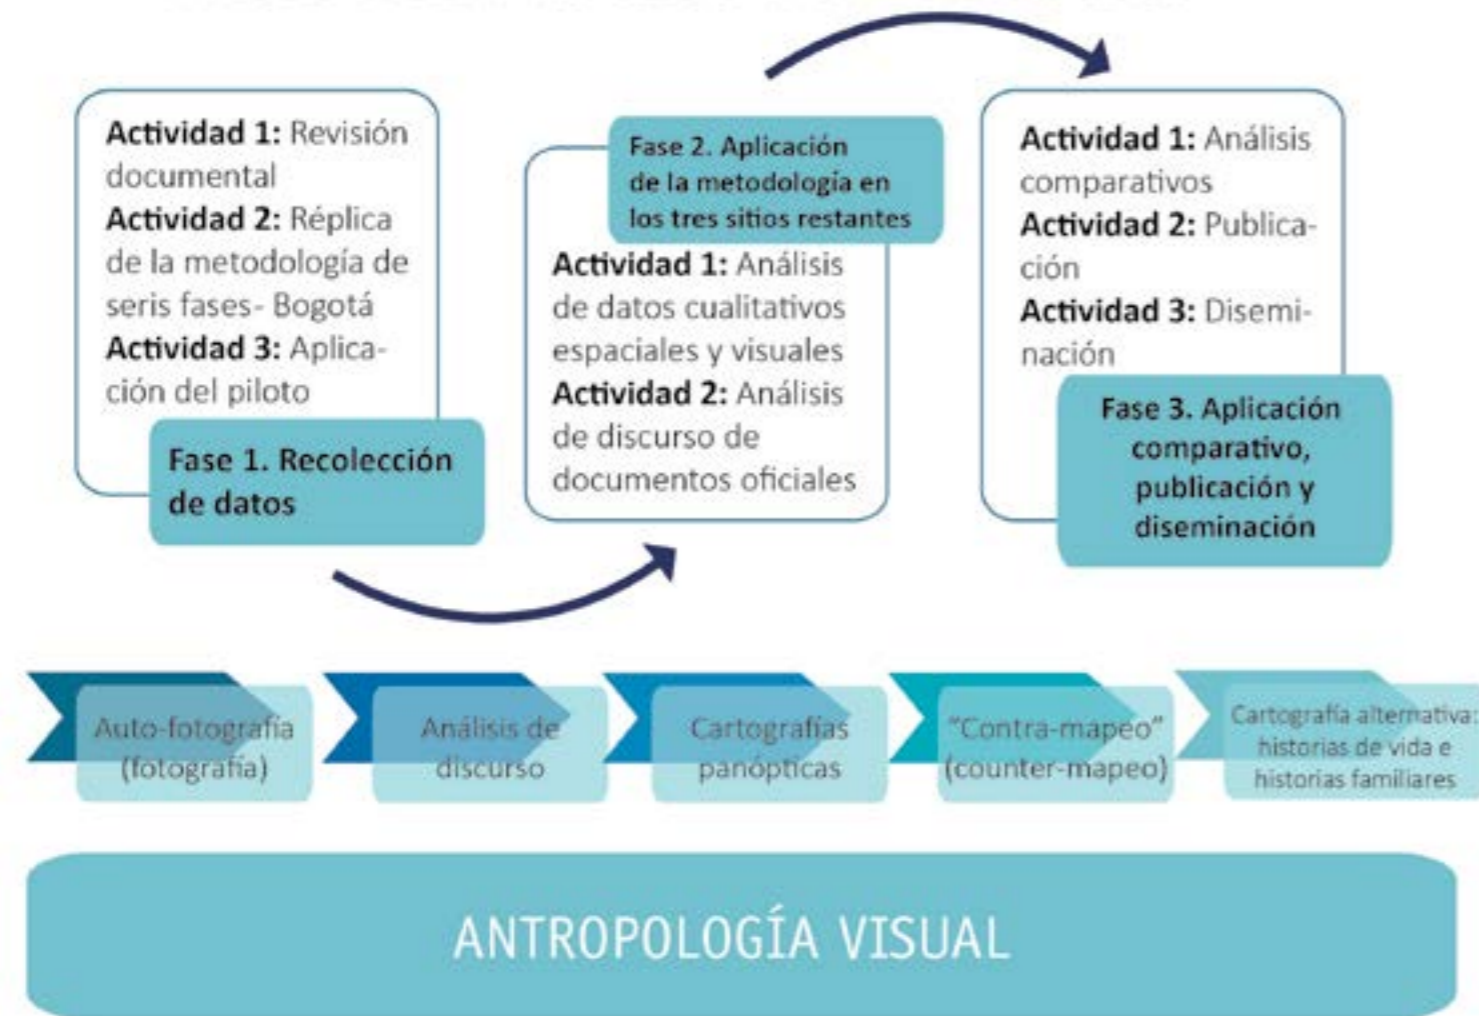 Actividad 1: Revisión
documental
Actividad 2: Réplica
de la metodología de
seris fases- Bogotá
Actividad 3: Aplica-
ción del piloto
Fase 1. Recolección
de datos
Fase 2. Aplicación
de la metodología en
los tres sitios restantes
Actividad 1: Análisis
de datos cualitativos
espaciales y visuales
Actividad 2: Análisis
de discurso de
documentos oficiales
Actividad 1: Análisis
comparativos
Actividad 2: Publica-
ción
Actividad 3: Disemi-
nación
Fase 3. Aplicación
comparativo,
publicación y
diseminación
Auto-fotografía
(fotografía)
Análisis de
discurso
Cartografías
panópticas
"Contra-mapeo"
(counter-mapeo)
Cartografía alternativa:
historias de vida e
historias familiares
ANTROPOLOGÍA VISUAL